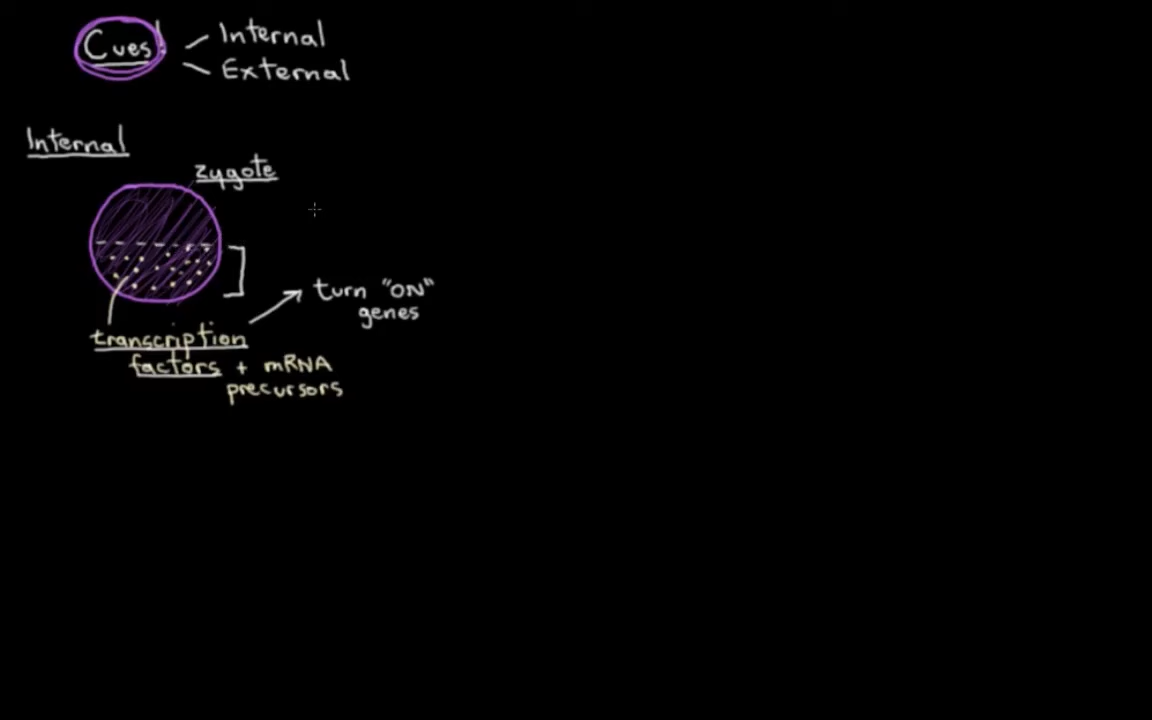 Cues:
Internal
External
Internal
zygote
turn "ON"
genes
transcription
factors + mRNA
precursors